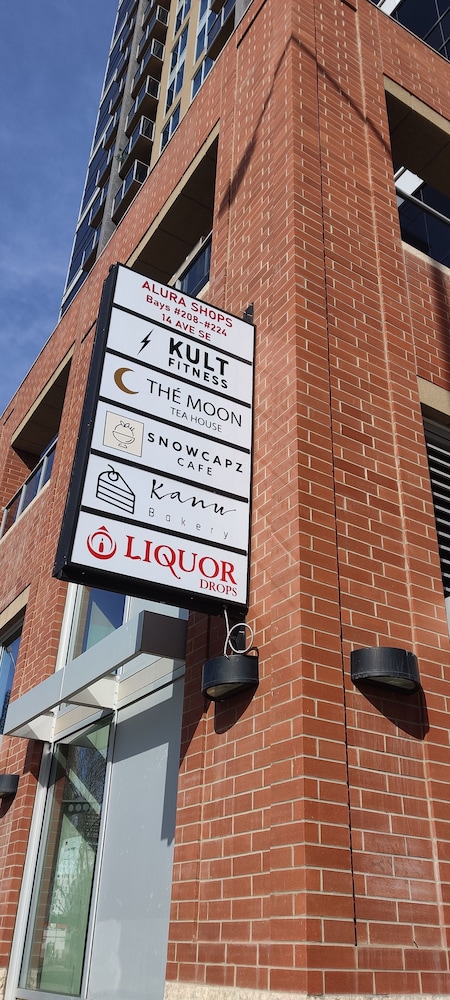 ALURA SHOPS
Bays #208-#224
14 AVE SE
KULT
FITNESS
THÉ MOON
TEA HOUSE
SNOWCAPZ
CAFE
Kanu
Bakery
LIQUOR
DROPS